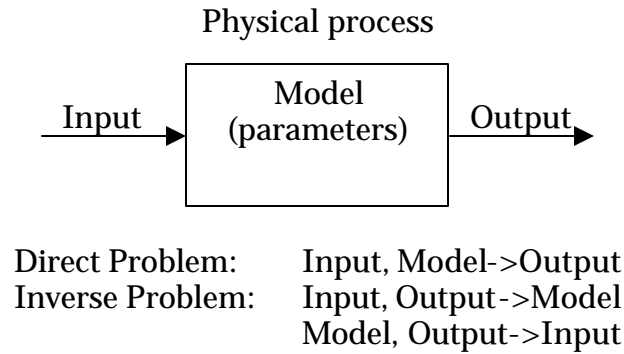 Physical process
Model
(parameters)
Input
Output
Direct Problem: Input, Model->Output
Inverse Problem: Input, Output->Model
Model, Output->Input